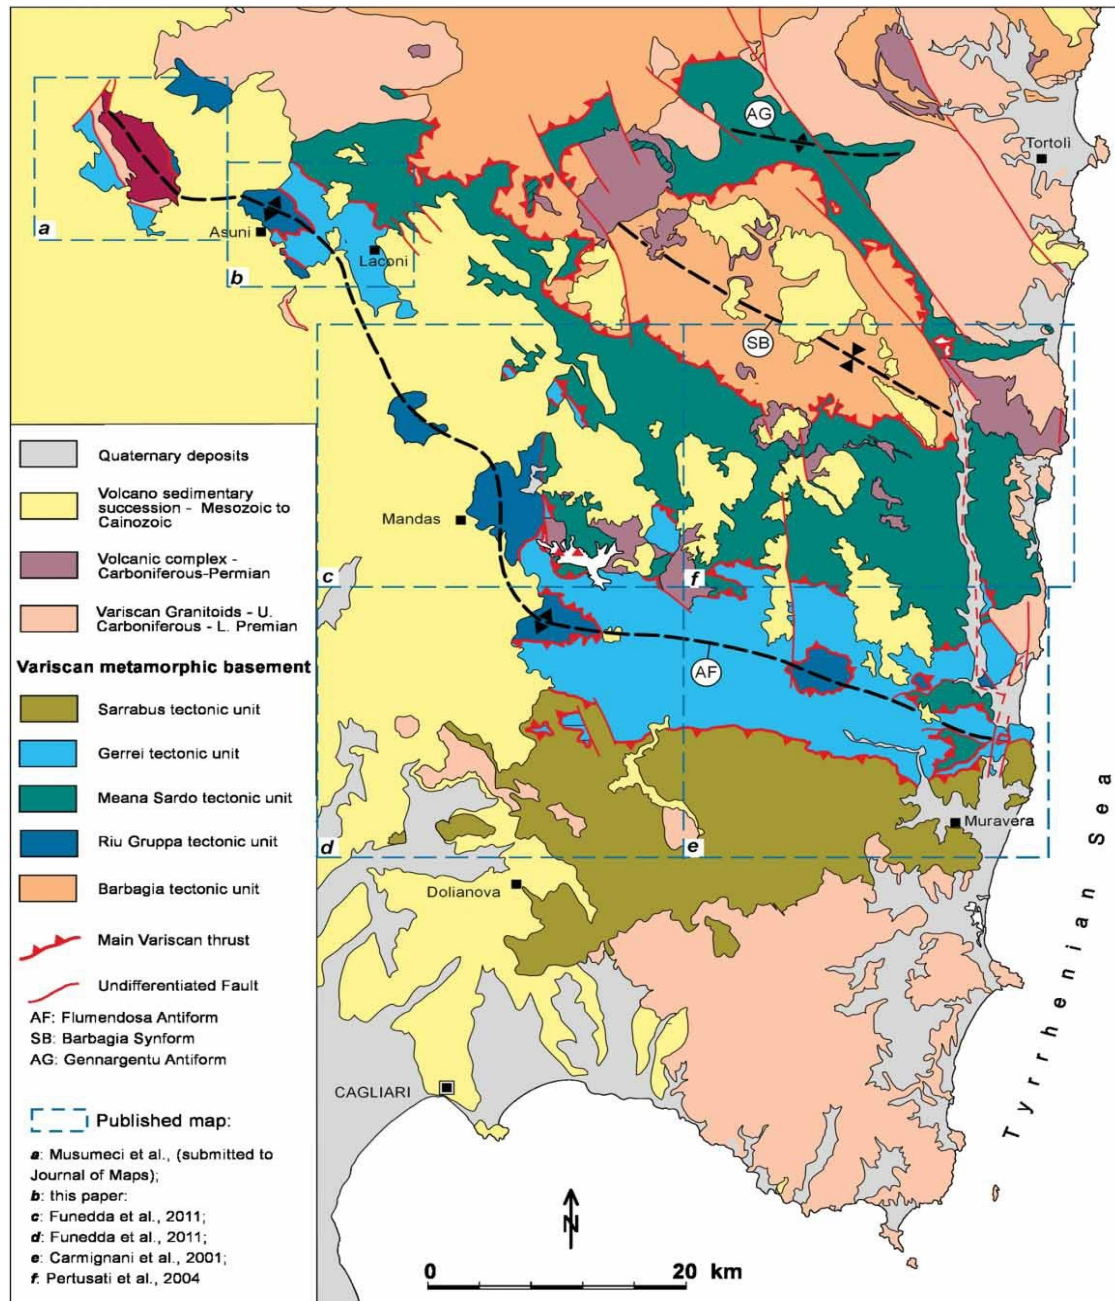 AG
Tortolì
a
Asuni
b
Laconi
SB
Quaternary deposits
Volcano sedimentary
succession - Mesozoic to
Cainozoic
Volcanic complex -
Carboniferous-Permian
Variscan Granitoids - U.
Carboniferous - L. Premian
Variscan metamorphic basement
Sarrabus tectonic unit
Gerrei tectonic unit
Meana Sardo tectonic unit
Riu Gruppa tectonic unit
Barbagia tectonic unit
Main Variscan thrust
Undifferentiated Fault
AF: Flumendosa Antiform
SB: Barbagia Synform
AG: Gennargentu Antiform
Published map:
a: Musumeci et al., (submitted to
Journal of Maps);
b: this paper:
c: Funedda et al., 2011;
d: Funedda et al., 2011;
e: Carmignani et al., 2001;
f: Pertusati et al., 2004
Mandas
c
f
AF
d
e
Muravera
Dolianova
CAGLIARI
Tyrrhenian Sea
N
0 20 km